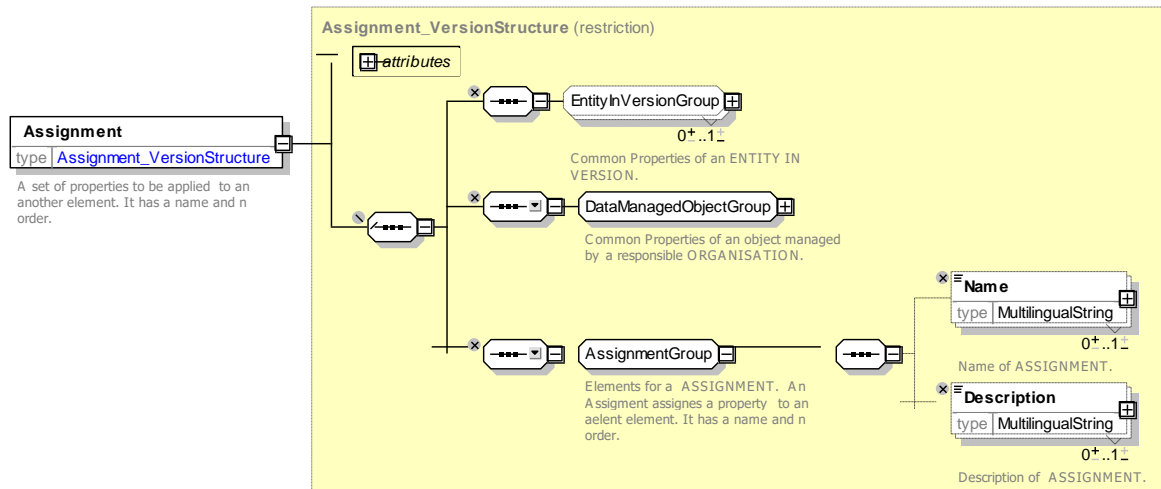 Assignment_VersionStructure (restriction)
attributes
EntityInVersionGroup
0..1
Common Properties of an ENTITY IN
VERSION.
Assignment
type Assignment_VersionStructure
A set of properties to be applied to an
another element. It has a name and n
order.
DataManagedObjectGroup
Common Properties of an object managed
by a responsible ORGANISATION.
Name
type MultilingualString
0..1
Name of ASSIGNMENT.
AssignmentGroup
Elements for a ASSIGNMENT. An
Assigment assignes a property to an
aelent element. It has a name and n
order.
Description
type MultilingualString
0..1
Description of ASSIGNMENT.